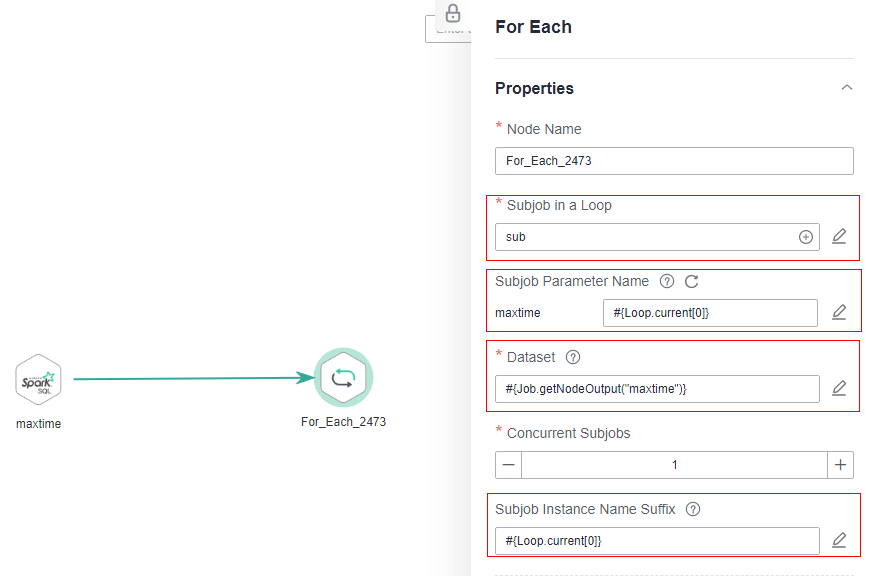 For Each
Properties
* Node Name
For_Each_2473
* Subjob in a Loop
sub
Subjob Parameter Name
maxtime
#{Loop.current[0]}
* Dataset
#{Job.getNodeOutput("maxtime")}
* Concurrent Subjobs
1
Subjob Instance Name Suffix
#{Loop.current[0]}
Spark
SQL
maxtime
For_Each_2473